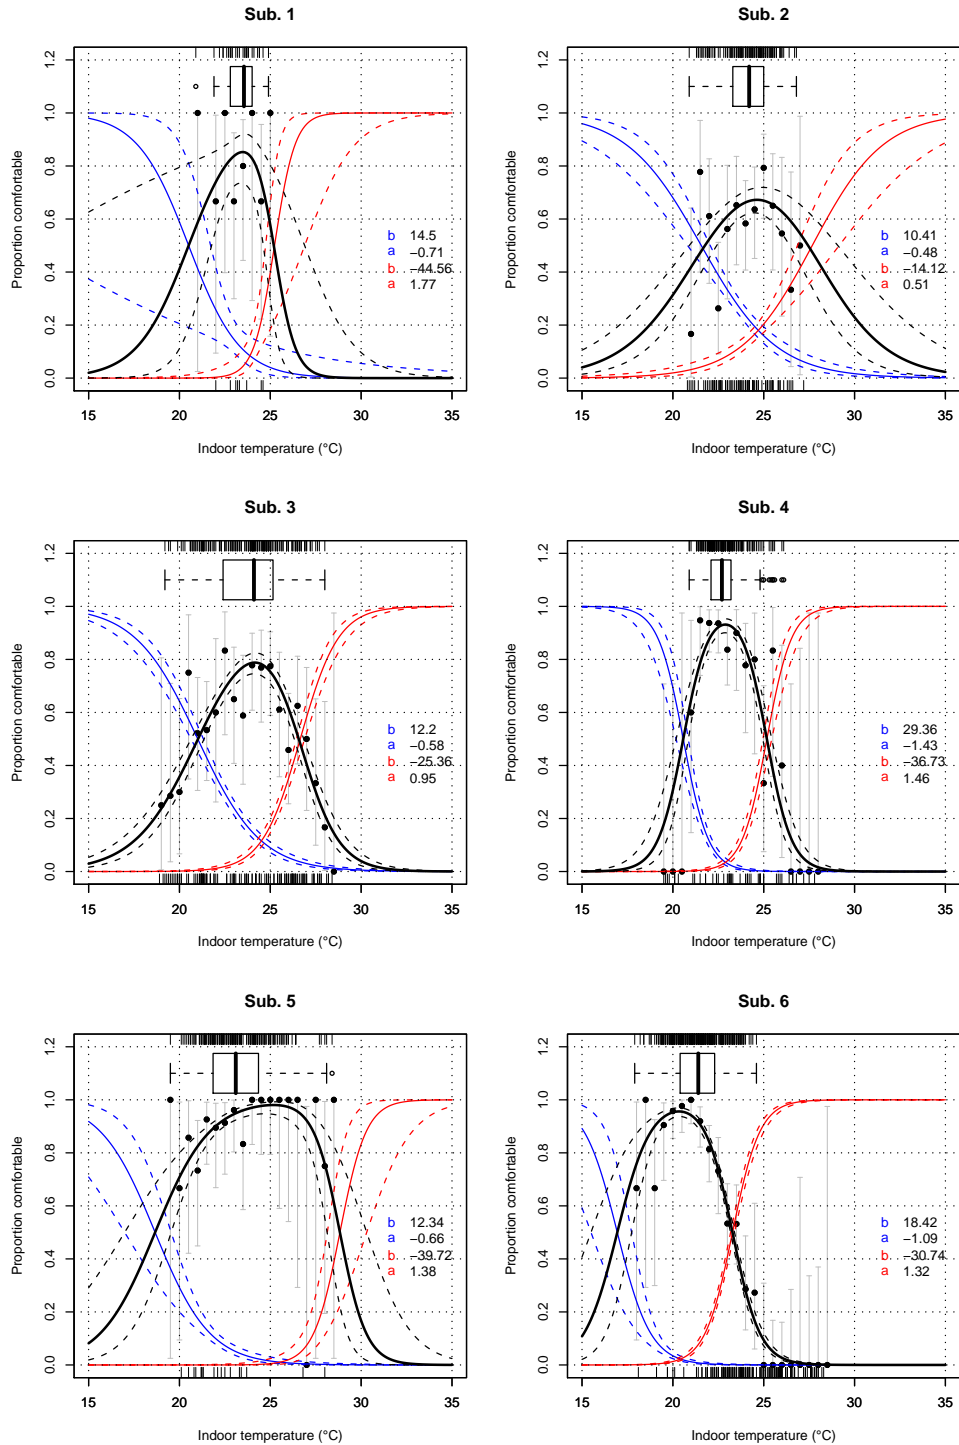 Sub. 1
Proportion comfortable
0.0 0.2 0.4 0.6 0.8 1.0 1.2
b 14.5
a −0.71
b −44.56
a 1.77
15 20 25 30 35
Indoor temperature (°C)
Sub. 2
Proportion comfortable
0.0 0.2 0.4 0.6 0.8 1.0 1.2
b 10.41
a −0.48
b −14.12
a 0.51
15 20 25 30 35
Indoor temperature (°C)
Sub. 3
Proportion comfortable
0.0 0.2 0.4 0.6 0.8 1.0 1.2
b 12.2
a −0.58
b −25.36
a 0.95
15 20 25 30 35
Indoor temperature (°C)
Sub. 4
Proportion comfortable
0.0 0.2 0.4 0.6 0.8 1.0 1.2
b 29.36
a −1.43
b −36.73
a 1.46
15 20 25 30 35
Indoor temperature (°C)
Sub. 5
Proportion comfortable
0.0 0.2 0.4 0.6 0.8 1.0 1.2
b 12.34
a −0.66
b −39.72
a 1.38
15 20 25 30 35
Indoor temperature (°C)
Sub. 6
Proportion comfortable
0.0 0.2 0.4 0.6 0.8 1.0 1.2
b 18.42
a −1.09
b −30.74
a 1.32
15 20 25 30 35
Indoor temperature (°C)